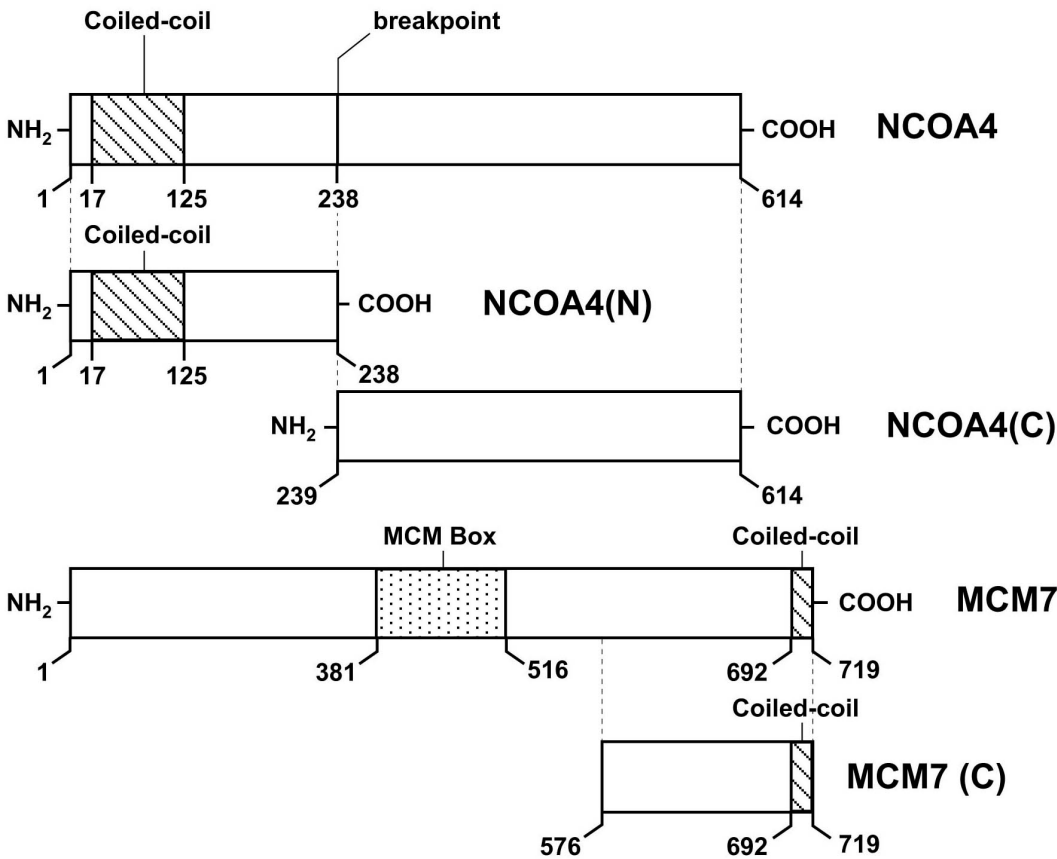 Coiled-coil breakpoint
NH2 COOH NCOA4
1 17 125 238 614
Coiled-coil
NH2 COOH NCOA4(N)
1 17 125 238
NH2 COOH NCOA4(C)
239 614
MCM Box Coiled-coil
NH2 COOH MCM7
1 381 516 692 719
Coiled-coil
MCM7 (C)
576 692 719